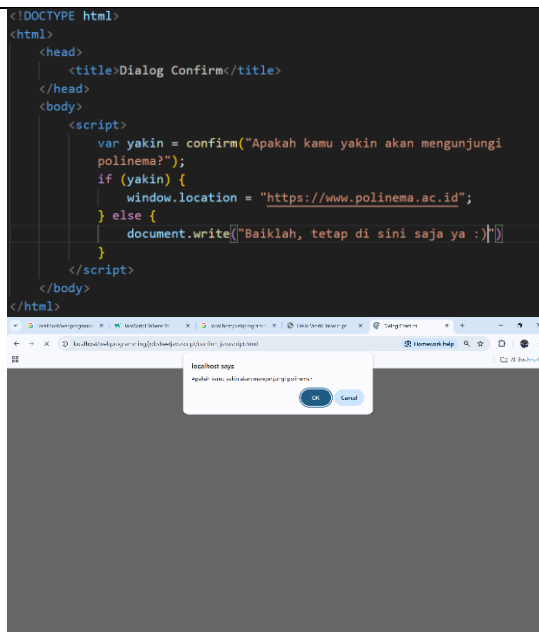 <!DOCTYPE html>
<html>
<head>
<title>Dialog Confirm</title>
</head>
<body>
<script>
var yakin = confirm("Apakah kamu yakin akan mengunjungi
polinema?");
if (yakin) {
window.location = "https://www.polinema.ac.id";
} else {
document.write("Baiklah, tetap di sini saja ya :)")
}
</script>
</body>
</html>
Dialog Confirm
Homework help
localhost says
Apakah kamu yakin akan mengunjungi polinema?
OK Cancel